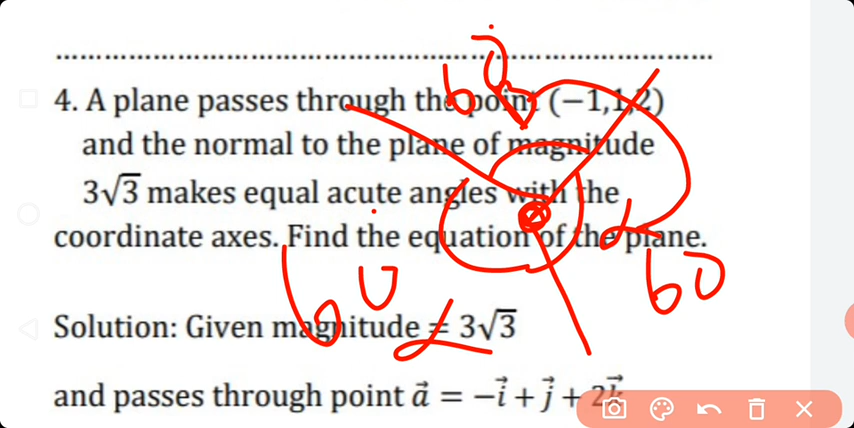 4. A plane passes through the point (−1,1,2)
and the normal to the plane of magnitude
3√3 makes equal acute angles with the
coordinate axes. Find the equation of the plane.
60
60
60
Solution: Given magnitude = 3√3
and passes through point a⃗ = −i⃗ + j⃗ + 2k⃗